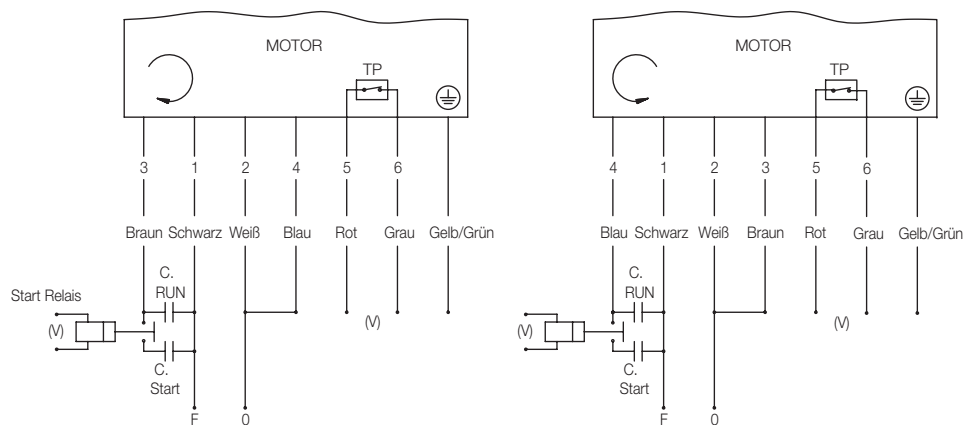 MOTOR
TP
3 1 2 4 5 6
Braun Schwarz Weiß Blau Rot Grau Gelb/Grün
C.
RUN
Start Relais
(V)
(V)
C.
Start
F 0
MOTOR
TP
4 1 2 3 5 6
Blau Schwarz Weiß Braun Rot Grau Gelb/Grün
C.
RUN
(V)
(V)
C.
Start
F 0